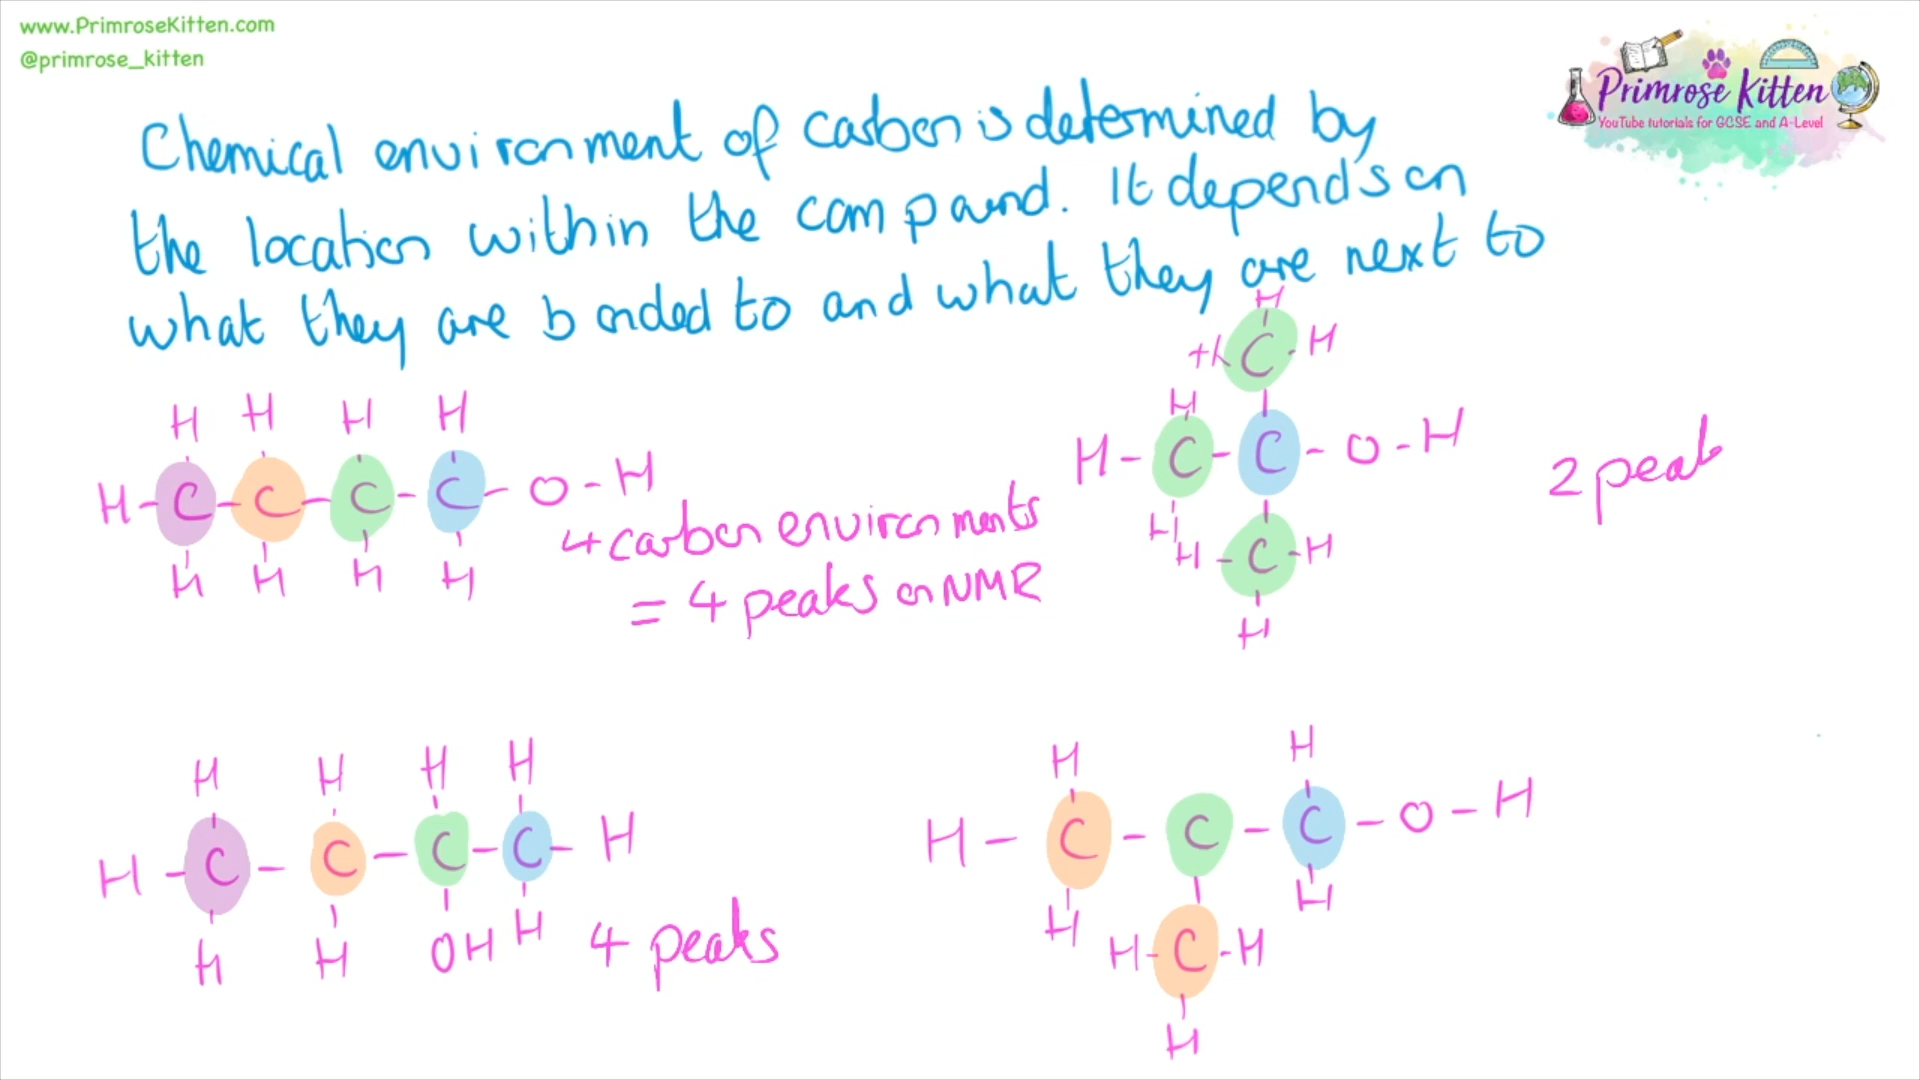 www.PrimroseKitten.com
@primrose_kitten
Primrose Kitten
YouTube tutorials for GCSE and A-Level
Chemical environment of carbon is determined by
the location within the compound. It depends on
what they are bonded to and what they are next to
H H H H
H-C-C-C-C-O-H
H H H H
4 carbon environments
= 4 peaks on NMR
H
H C-H
H
H-C-C-O-H
H
H-C-H
H
2 peak
H H H H
H-C-C-C-C-H
H H OH H
4 peaks
H H
H-C-C-C-O-H
H H
H-C-H
H